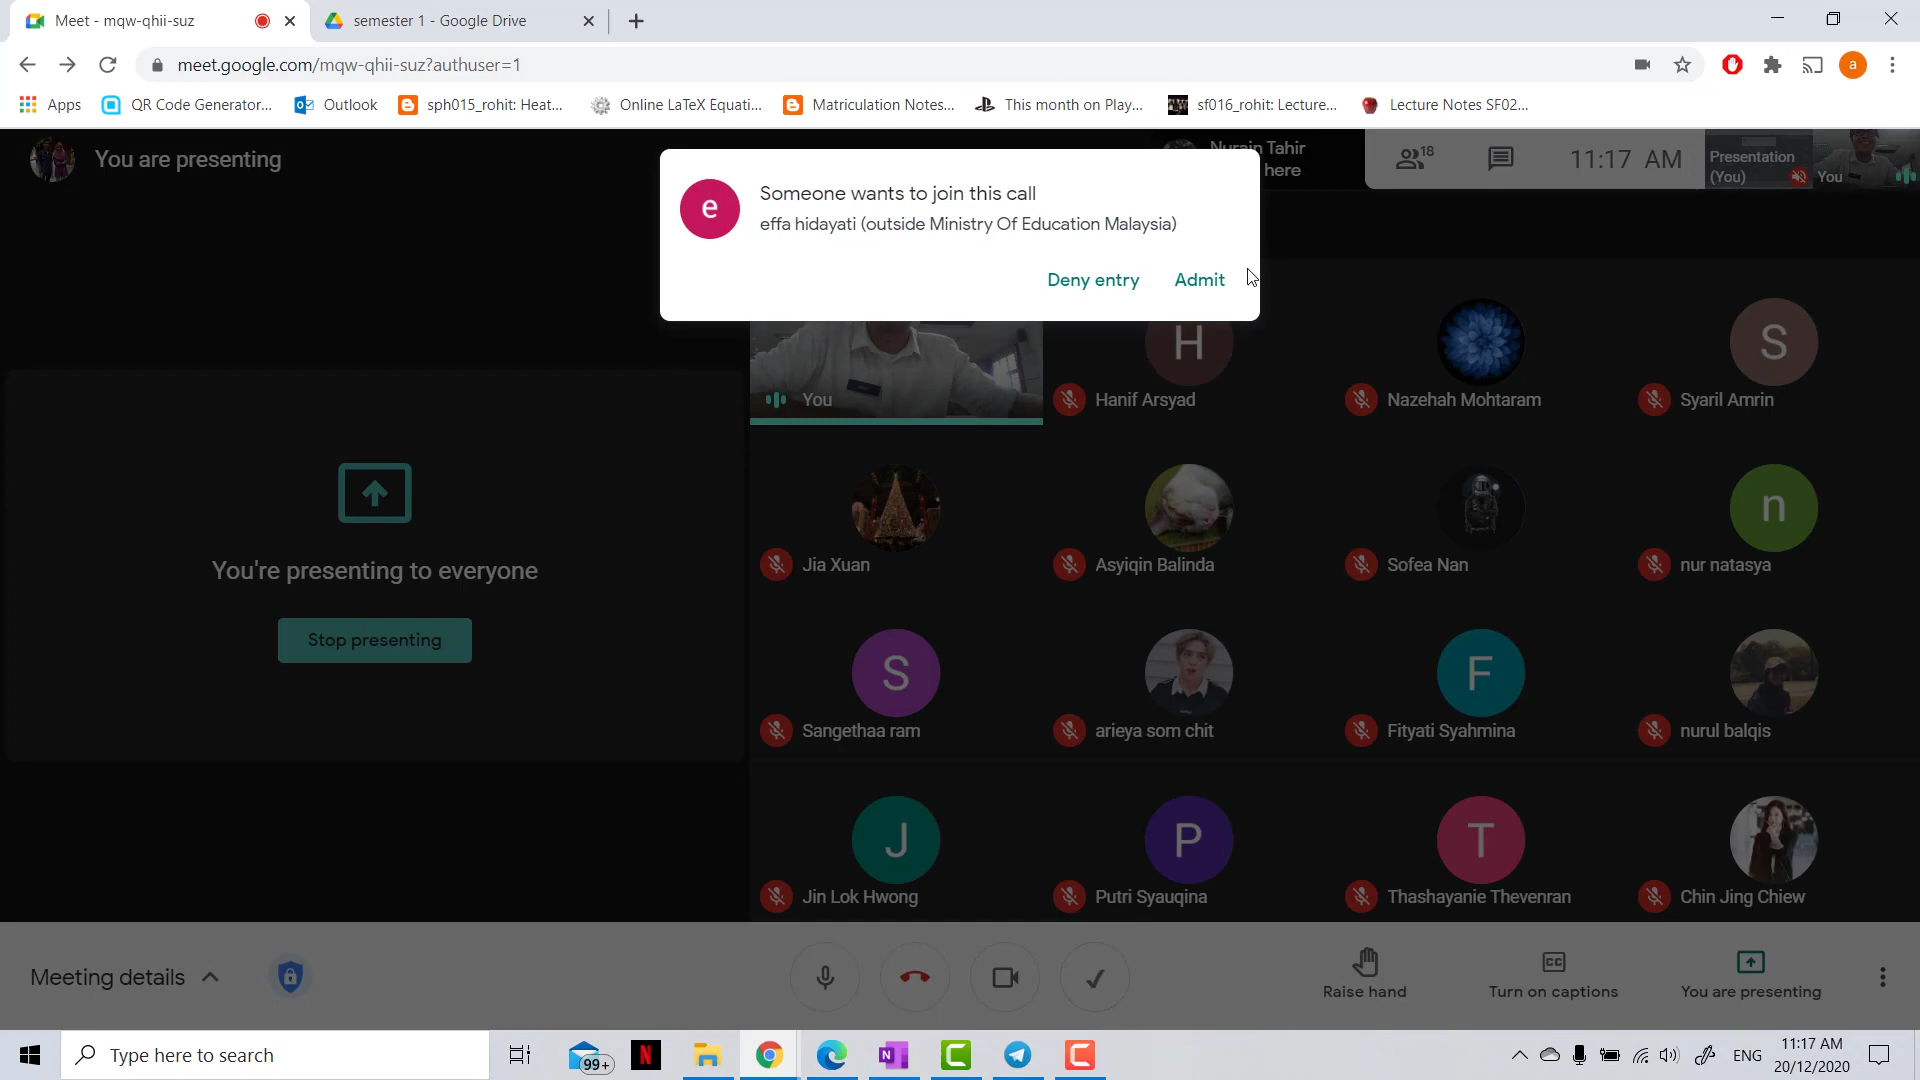 Meet - mqw-qhii-suz
semester 1 - Google Drive
meet.google.com/mqw-qhii-suz?authuser=1
a
Apps
QR Code Generator...
Outlook
sph015_rohit: Heat...
Online LaTeX Equati...
Matriculation Notes...
This month on Play...
sf016_rohit: Lecture...
Lecture Notes SF02...
You are presenting
Nurain Tahir
here
18
11:17 AM
Presentation
(You)
You
e
Someone wants to join this call
effa hidayati (outside Ministry Of Education Malaysia)
Deny entry
Admit
You're presenting to everyone
Stop presenting
You
H
Hanif Arsyad
Nazehah Mohtaram
S
Syaril Amrin
Jia Xuan
Asyiqin Balinda
Sofea Nan
n
nur natasya
S
Sangethaa ram
arieya som chit
F
Fityati Syahmina
nurul balqis
J
Jin Lok Hwong
P
Putri Syauqina
T
Thashayanie Thevenran
Chin Jing Chiew
Meeting details
Raise hand
CC
Turn on captions
You are presenting
Type here to search
99+
N
N
C
C
ENG
11:17 AM
20/12/2020